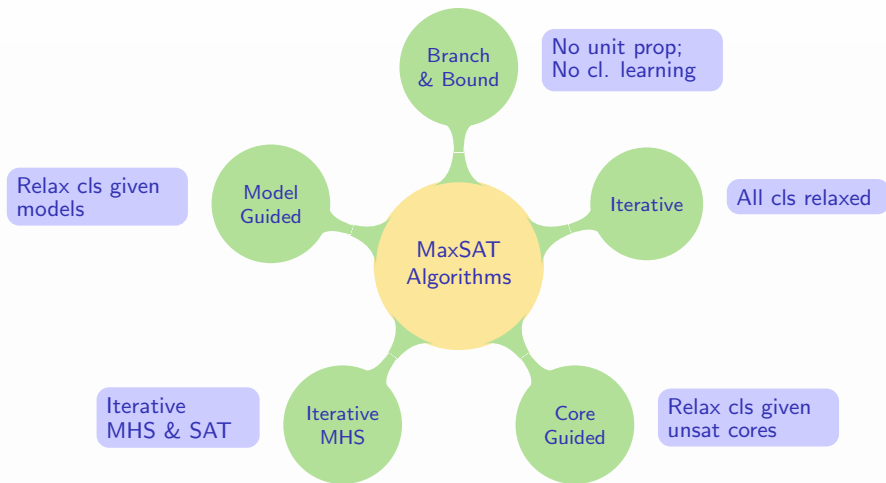 Branch
& Bound
No unit prop;
No cl. learning
Relax cls given
models
Model
Guided
Iterative
All cls relaxed
MaxSAT
Algorithms
Iterative
MHS & SAT
Iterative
MHS
Core
Guided
Relax cls given
unsat cores